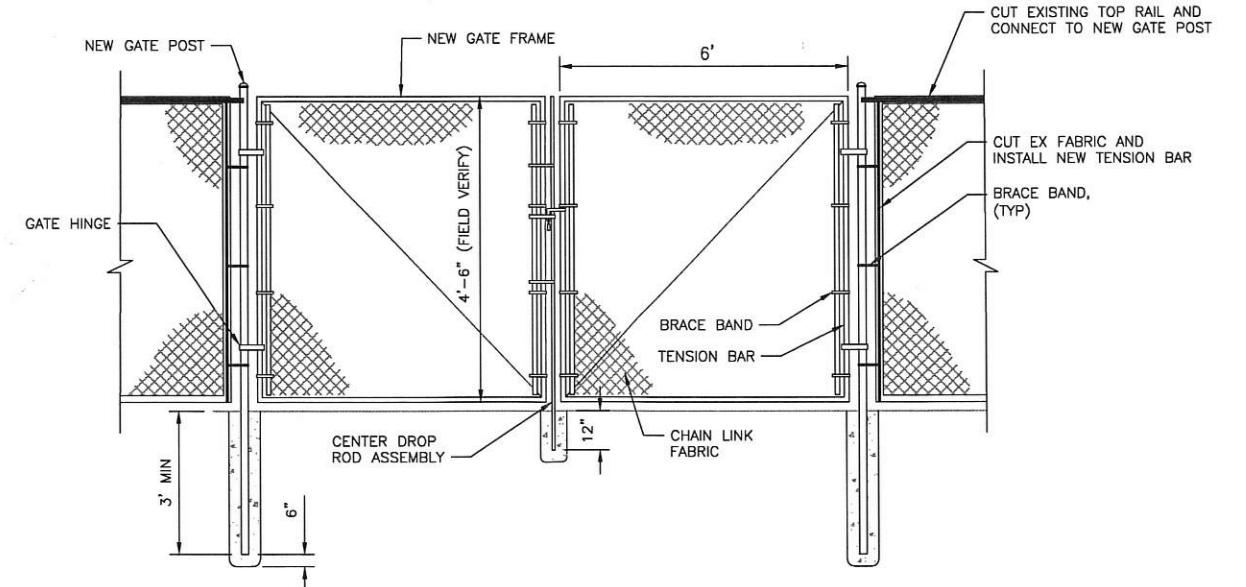 CUT EXISTING TOP RAIL AND
CONNECT TO NEW GATE POST
NEW GATE POST
NEW GATE FRAME
6'
4'-6" (FIELD VERIFY)
CUT EX FABRIC AND
INSTALL NEW TENSION BAR
BRACE BAND,
(TYP)
GATE HINGE
BRACE BAND
TENSION BAR
CENTER DROP
ROD ASSEMBLY
12"
CHAIN LINK
FABRIC
3' MIN
6"